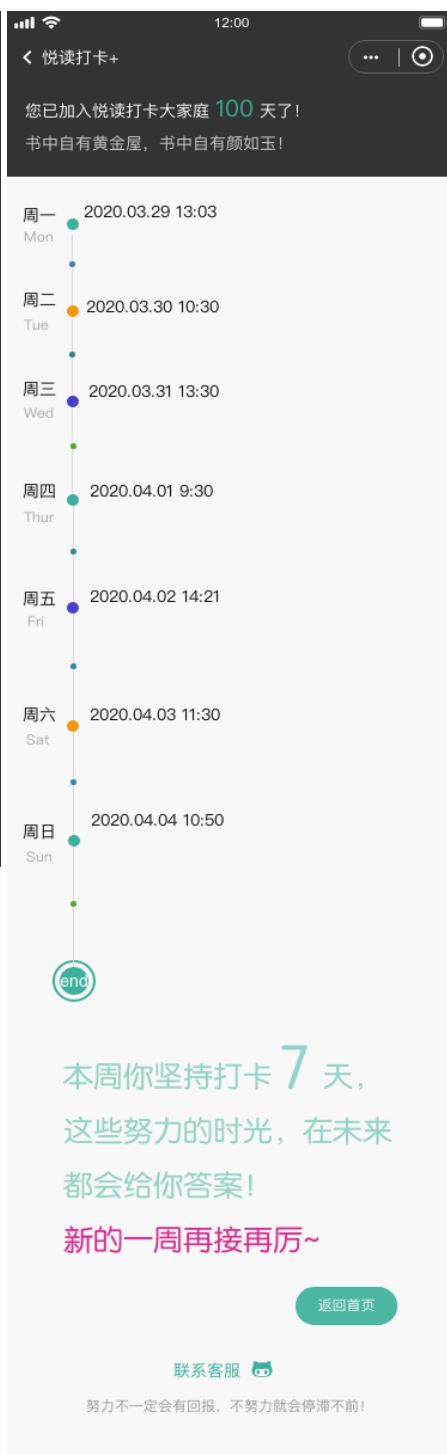 12:00
悦读打卡+
您已加入悦读打卡大家庭 100 天了!
书中自有黄金屋，书中自有颜如玉!
周一 2020.03.29 13:03
Mon
周二 2020.03.30 10:30
Tue
周三 2020.03.31 13:30
Wed
周四 2020.04.01 9:30
Thur
周五 2020.04.02 14:21
Fri
周六 2020.04.03 11:30
Sat
周日 2020.04.04 10:50
Sun
end
本周你坚持打卡 7 天，
这些努力的时光，在未来
都会给你答案!
新的一周再接再厉~
返回首页
联系客服
努力不一定会有回报，不努力就会停滞不前!